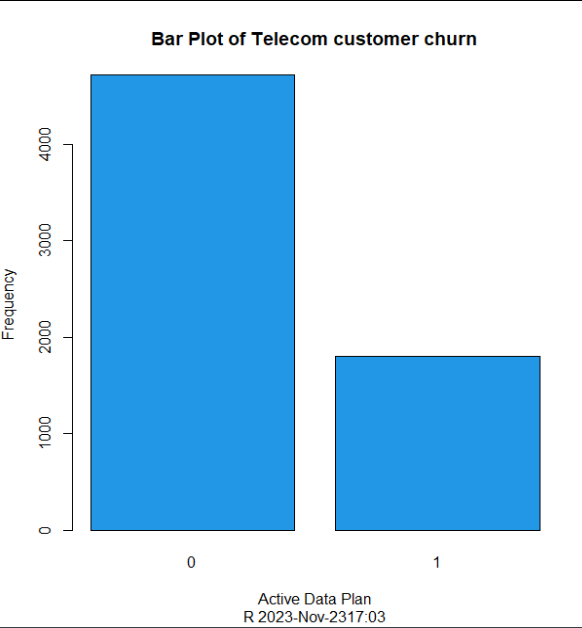 Bar Plot of Telecom customer churn
4000
3000
2000
1000
0
Frequency
0 1
Active Data Plan
R 2023-Nov-2317:03